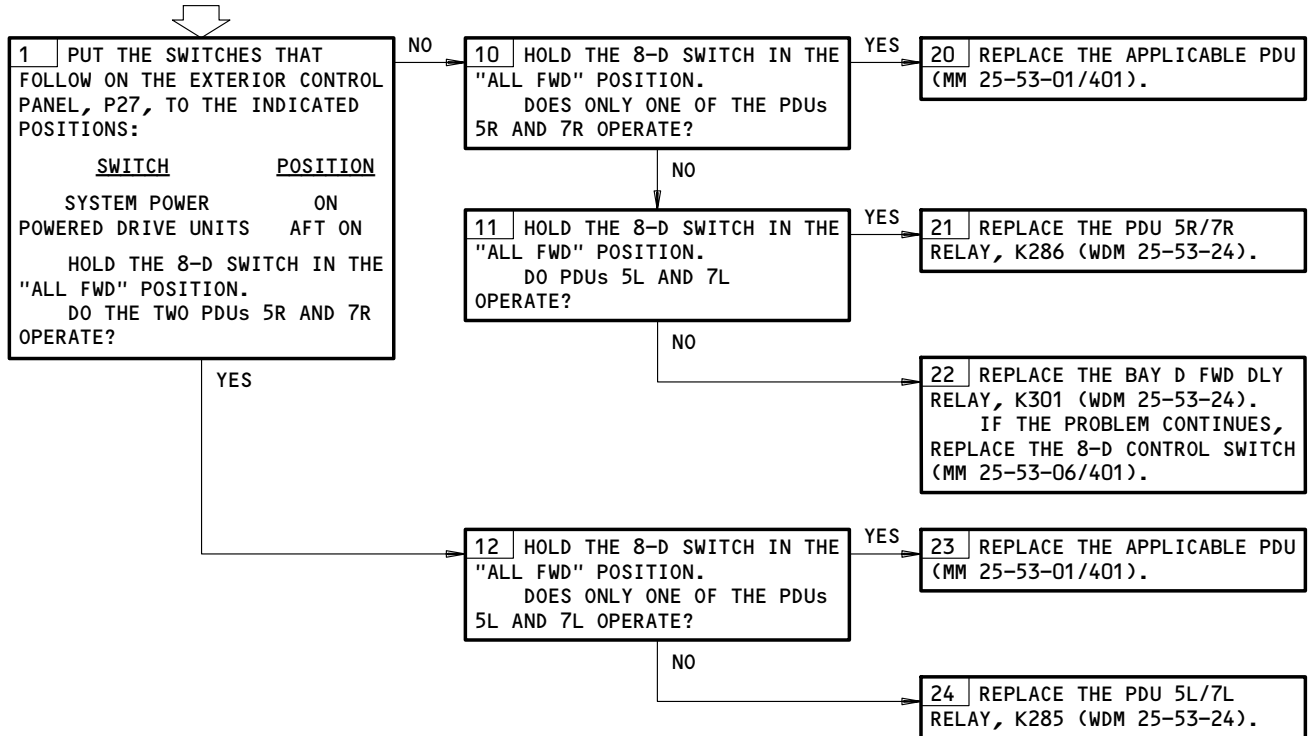 1 PUT THE SWITCHES THAT
FOLLOW ON THE EXTERIOR CONTROL
PANEL, P27, TO THE INDICATED
POSITIONS:
SWITCH POSITION
SYSTEM POWER ON
POWERED DRIVE UNITS AFT ON
HOLD THE 8-D SWITCH IN THE
"ALL FWD" POSITION.
DO THE TWO PDUs 5R AND 7R
OPERATE?
NO
10 HOLD THE 8-D SWITCH IN THE
"ALL FWD" POSITION.
DOES ONLY ONE OF THE PDUs
5R AND 7R OPERATE?
YES
20 REPLACE THE APPLICABLE PDU
(MM 25-53-01/401).
NO
11 HOLD THE 8-D SWITCH IN THE
"ALL FWD" POSITION.
DO PDUs 5L AND 7L
OPERATE?
YES
21 REPLACE THE PDU 5R/7R
RELAY, K286 (WDM 25-53-24).
NO
22 REPLACE THE BAY D FWD DLY
RELAY, K301 (WDM 25-53-24).
IF THE PROBLEM CONTINUES,
REPLACE THE 8-D CONTROL SWITCH
(MM 25-53-06/401).
YES
12 HOLD THE 8-D SWITCH IN THE
"ALL FWD" POSITION.
DOES ONLY ONE OF THE PDUs
5L AND 7L OPERATE?
YES
23 REPLACE THE APPLICABLE PDU
(MM 25-53-01/401).
NO
24 REPLACE THE PDU 5L/7L
RELAY, K285 (WDM 25-53-24).